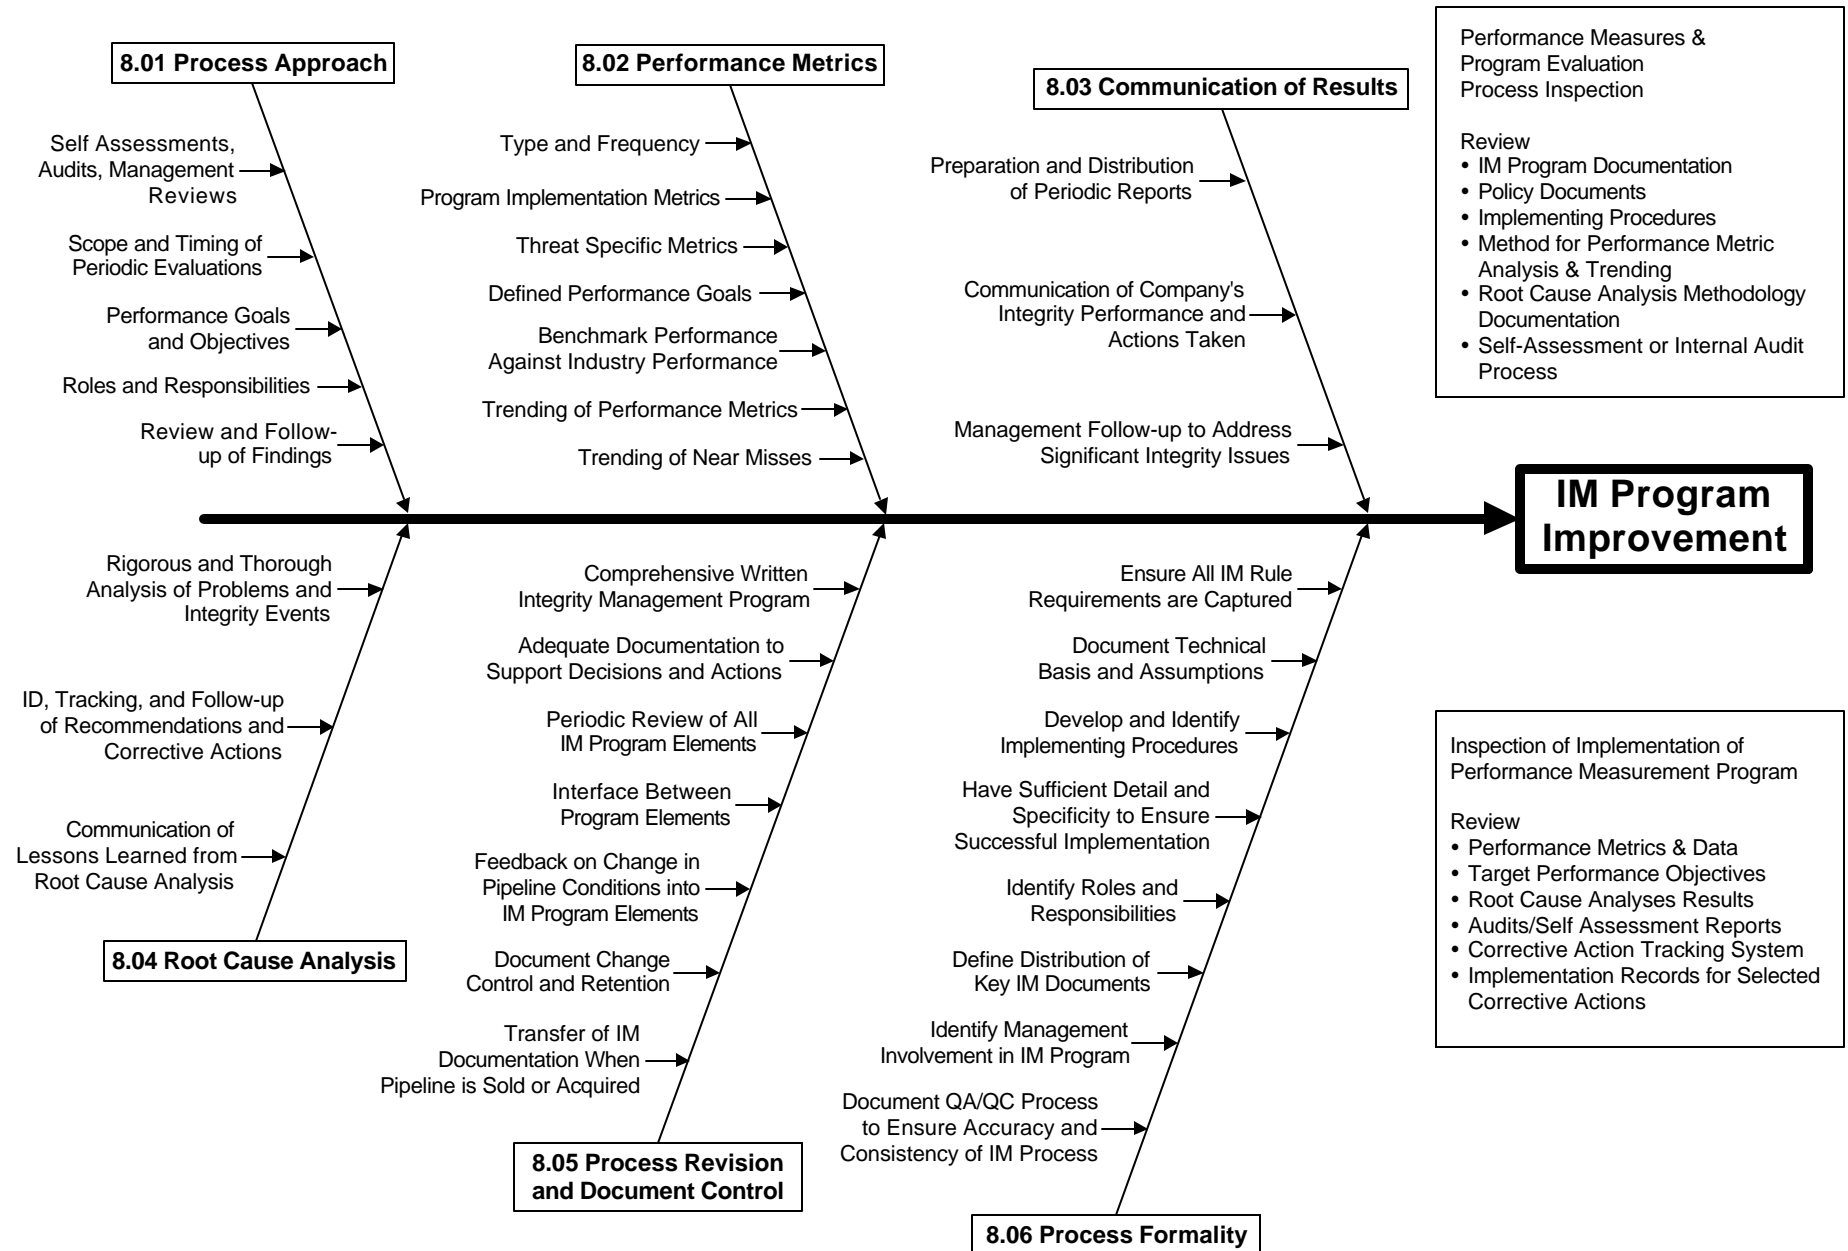 8.01 Process Approach
Self Assessments,
Audits, Management
Reviews
Scope and Timing of
Periodic Evaluations
Performance Goals
and Objectives
Roles and Responsibilities
Review and Follow-
up of Findings
8.02 Performance Metrics
Type and Frequency
Program Implementation Metrics
Threat Specific Metrics
Defined Performance Goals
Benchmark Performance
Against Industry Performance
Trending of Performance Metrics
Trending of Near Misses
8.03 Communication of Results
Preparation and Distribution
of Periodic Reports
Communication of Company's
Integrity Performance and
Actions Taken
Management Follow-up to Address
Significant Integrity Issues
Performance Measures &
Program Evaluation
Process Inspection
Review
• IM Program Documentation
• Policy Documents
• Implementing Procedures
• Method for Performance Metric
Analysis & Trending
• Root Cause Analysis Methodology
Documentation
• Self-Assessment or Internal Audit
Process
IM Program
Improvement
Rigorous and Thorough
Analysis of Problems and
Integrity Events
ID, Tracking, and Follow-up
of Recommendations and
Corrective Actions
Communication of
Lessons Learned from
Root Cause Analysis
8.04 Root Cause Analysis
Comprehensive Written
Integrity Management Program
Adequate Documentation to
Support Decisions and Actions
Periodic Review of All
IM Program Elements
Interface Between
Program Elements
Feedback on Change in
Pipeline Conditions into
IM Program Elements
Document Change
Control and Retention
Transfer of IM
Documentation When
Pipeline is Sold or Acquired
8.05 Process Revision
and Document Control
Ensure All IM Rule
Requirements are Captured
Document Technical
Basis and Assumptions
Develop and Identify
Implementing Procedures
Have Sufficient Detail and
Specificity to Ensure
Successful Implementation
Identify Roles and
Responsibilities
Define Distribution of
Key IM Documents
Identify Management
Involvement in IM Program
Document QA/QC Process
to Ensure Accuracy and
Consistency of IM Process
8.06 Process Formality
Inspection of Implementation of
Performance Measurement Program
Review
• Performance Metrics & Data
• Target Performance Objectives
• Root Cause Analyses Results
• Audits/Self Assessment Reports
• Corrective Action Tracking System
• Implementation Records for Selected
Corrective Actions